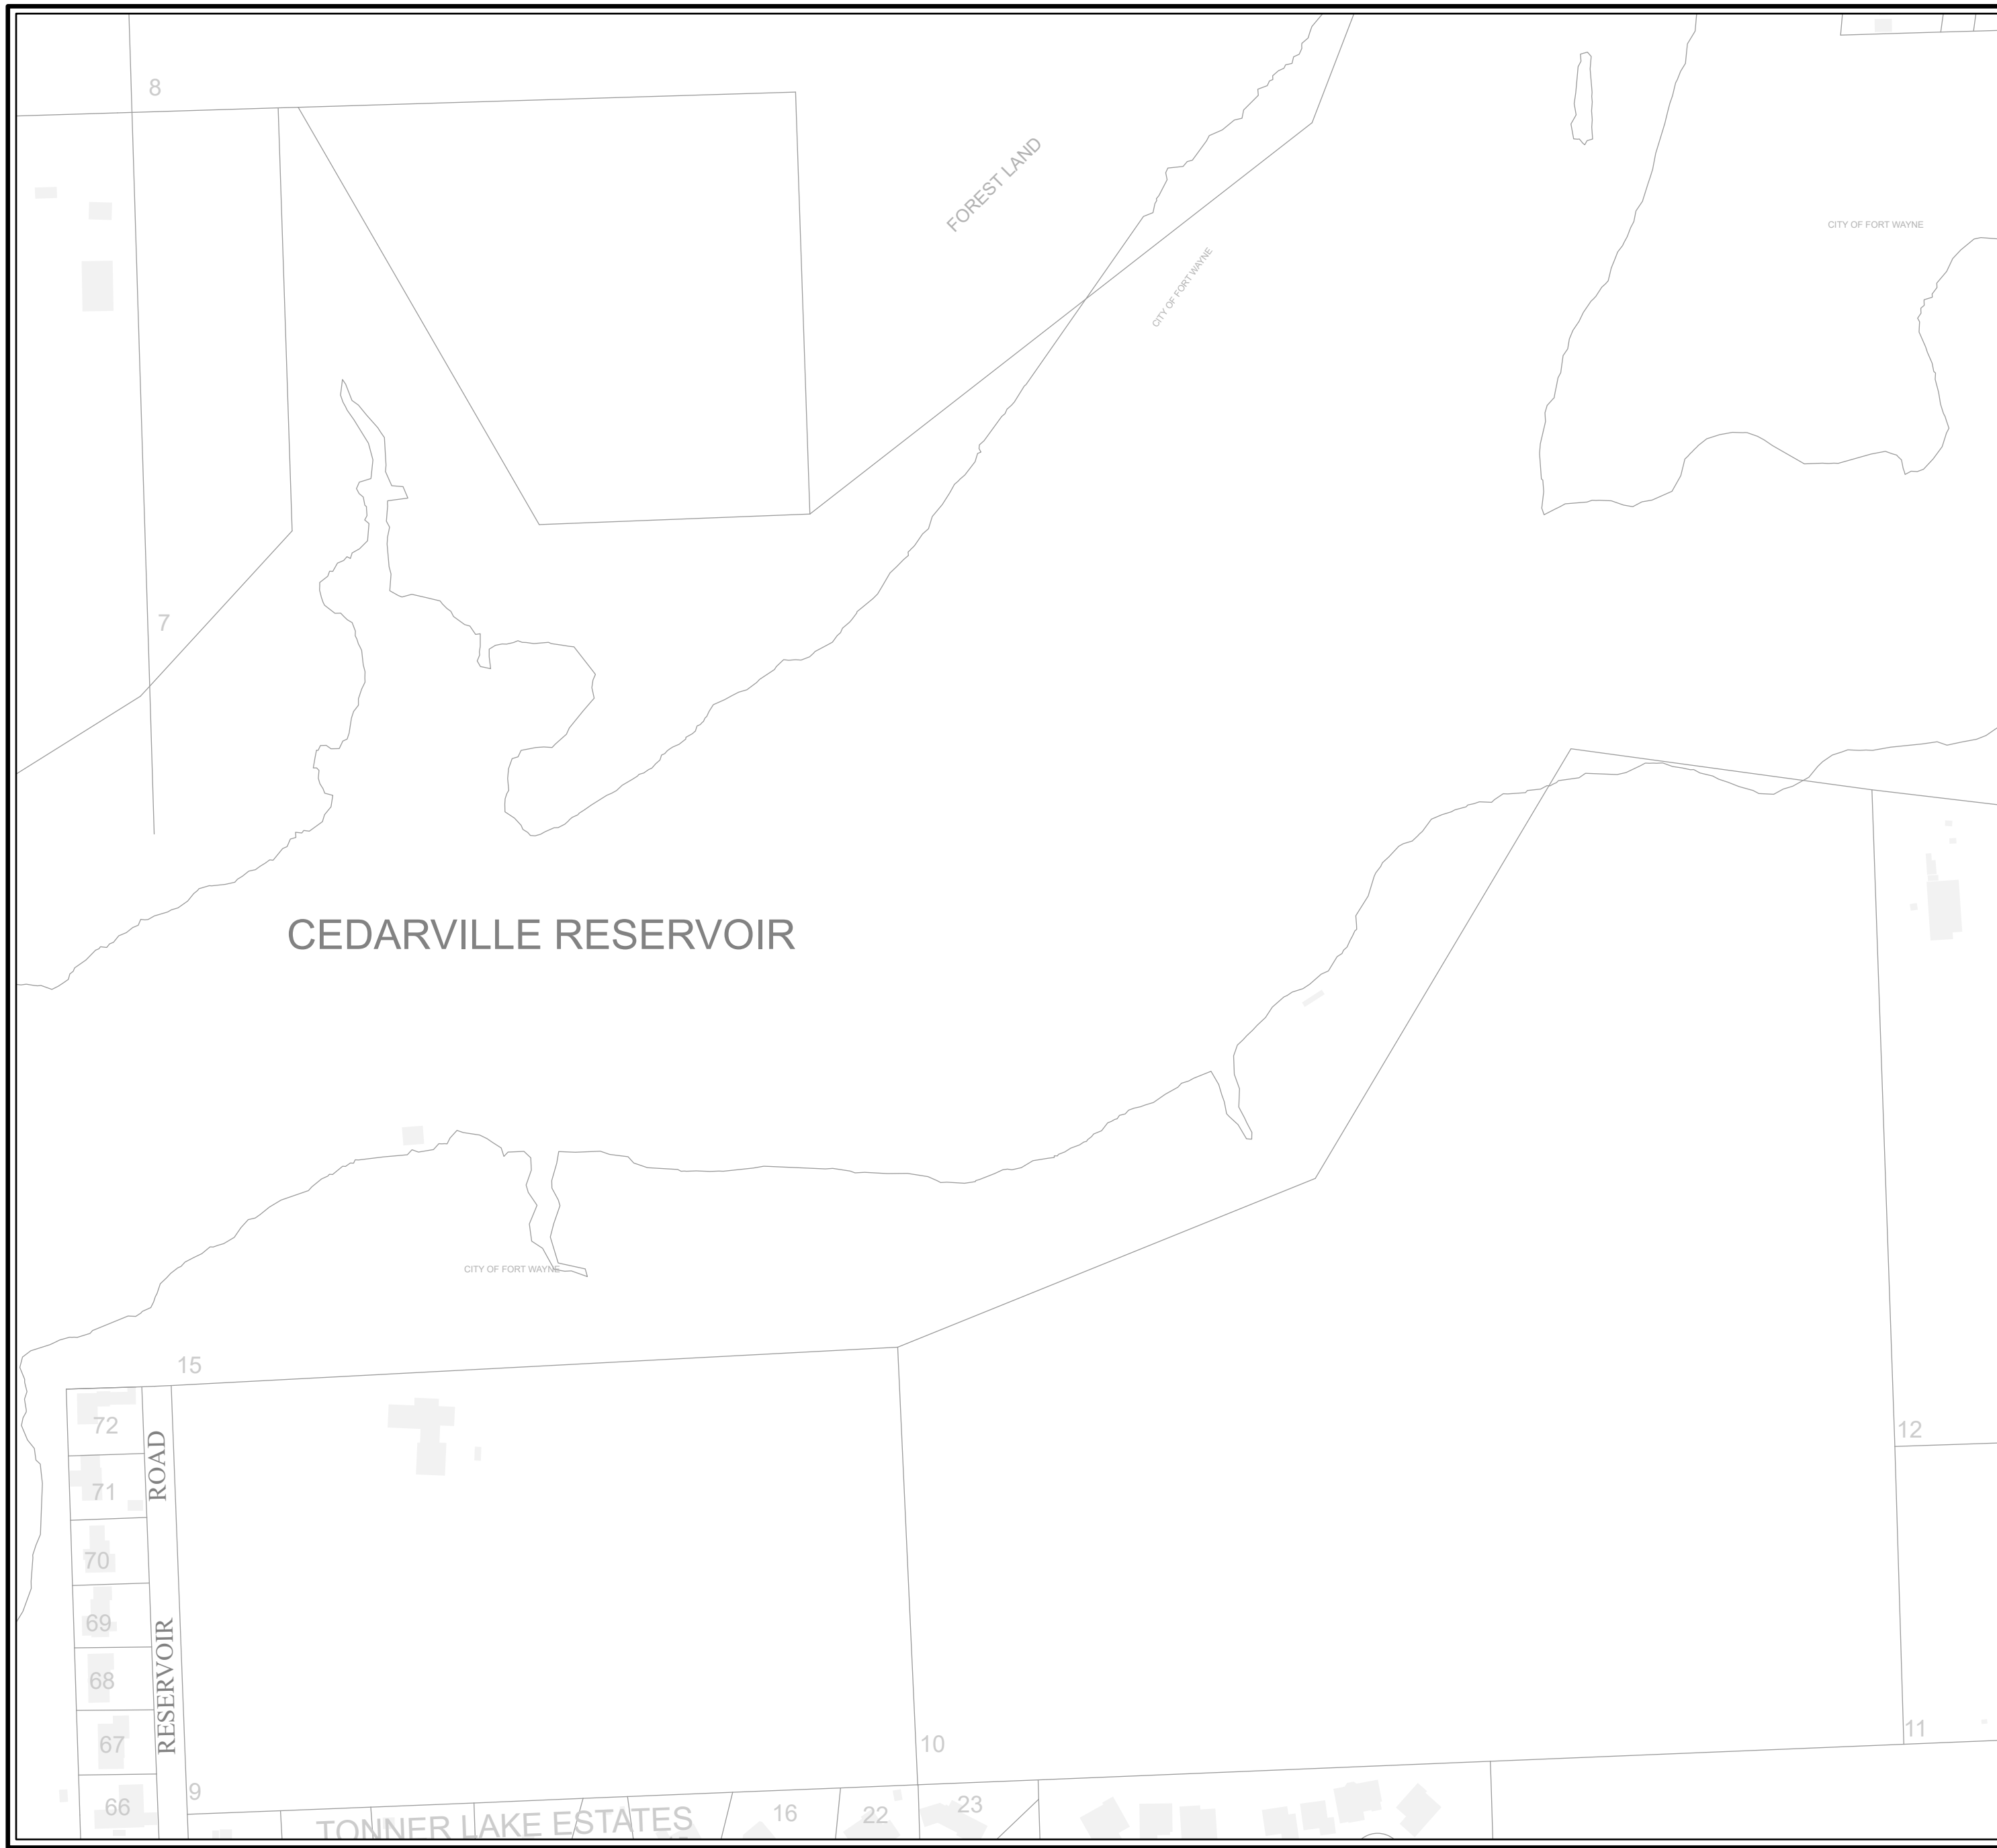 8
FOREST LAND
CITY OF FORT WAYNE
CITY OF FORT WAYNE
7
CEDARVILLE RESERVOIR
CITY OF FORT WAYNE
15
72
71
70
69
68
67
66
RESERVOIR ROAD
12
11
10
9
TONNER LAKE ESTATES
16
22
23